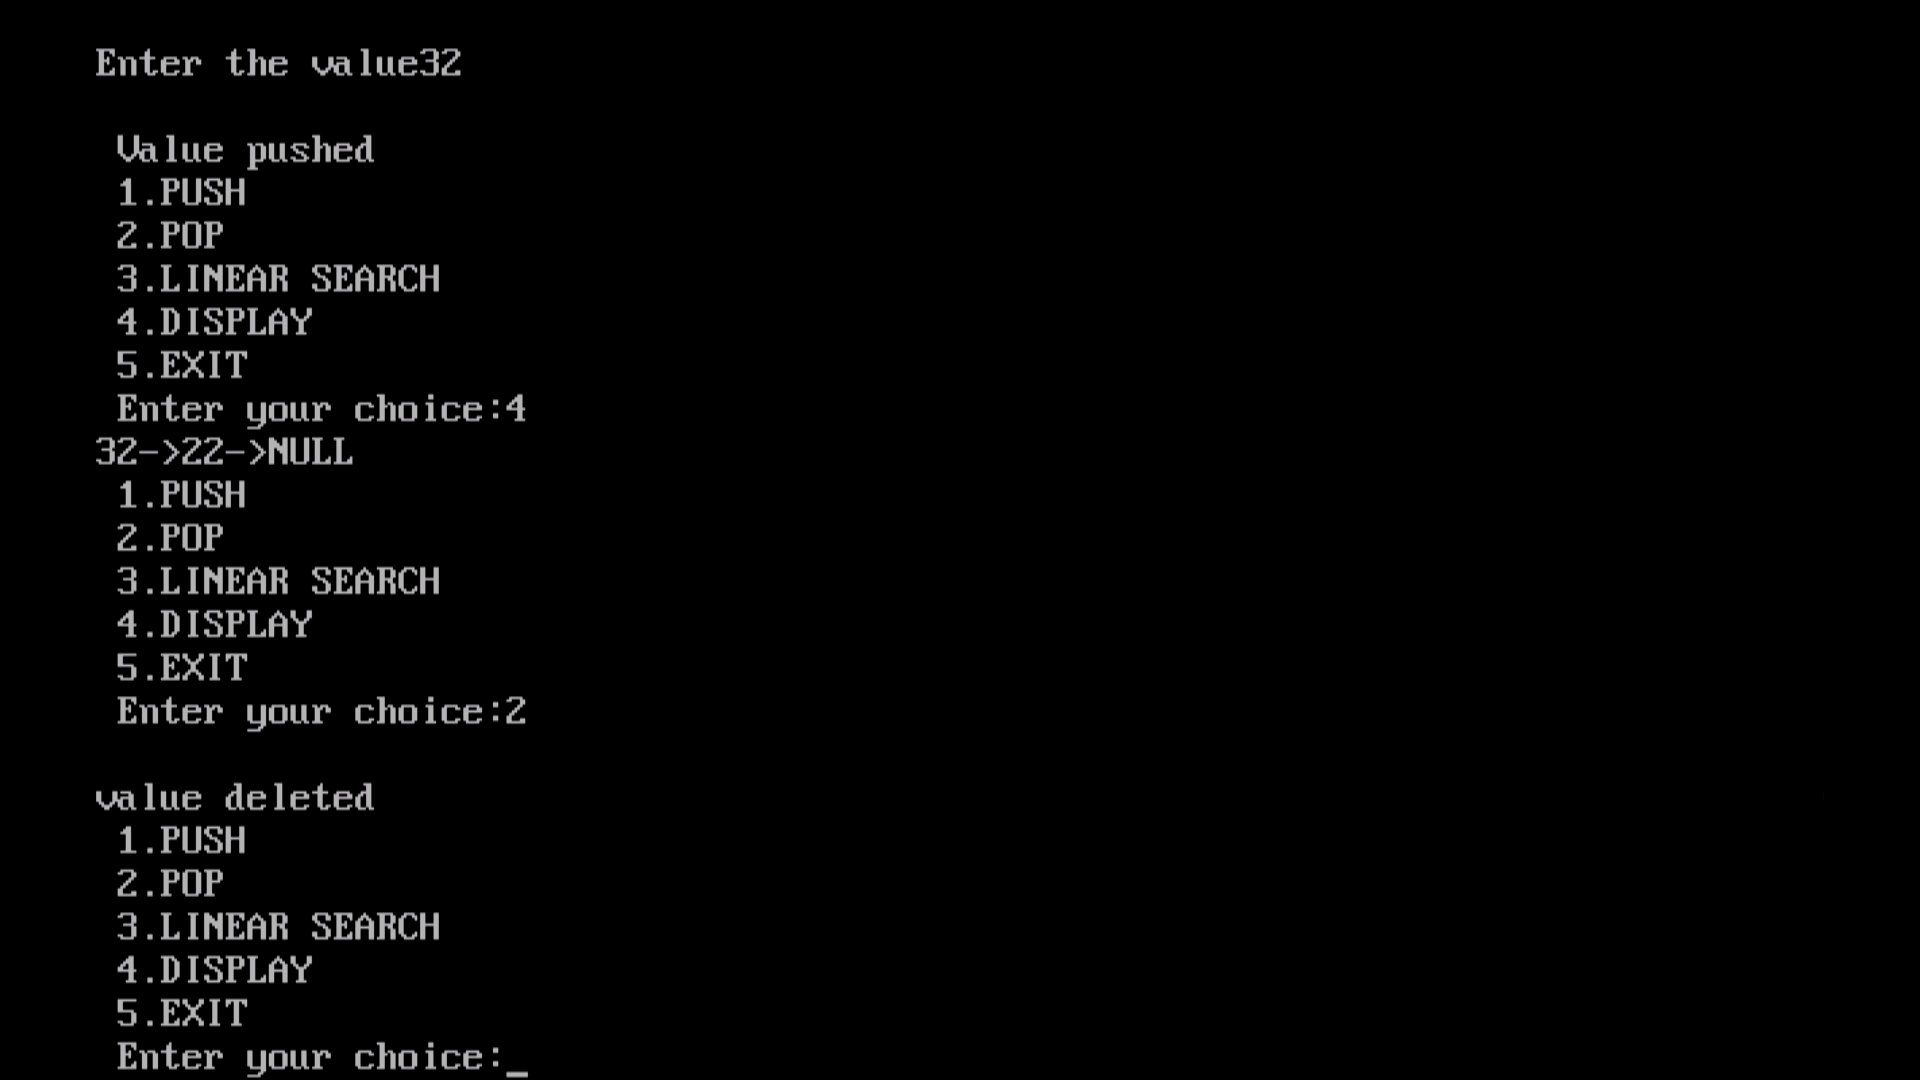 Enter the value32
Value pushed
1.PUSH
2.POP
3.LINEAR SEARCH
4.DISPLAY
5.EXIT
Enter your choice:4
32->22->NULL
1.PUSH
2.POP
3.LINEAR SEARCH
4.DISPLAY
5.EXIT
Enter your choice:2
value deleted
1.PUSH
2.POP
3.LINEAR SEARCH
4.DISPLAY
5.EXIT
Enter your choice:_